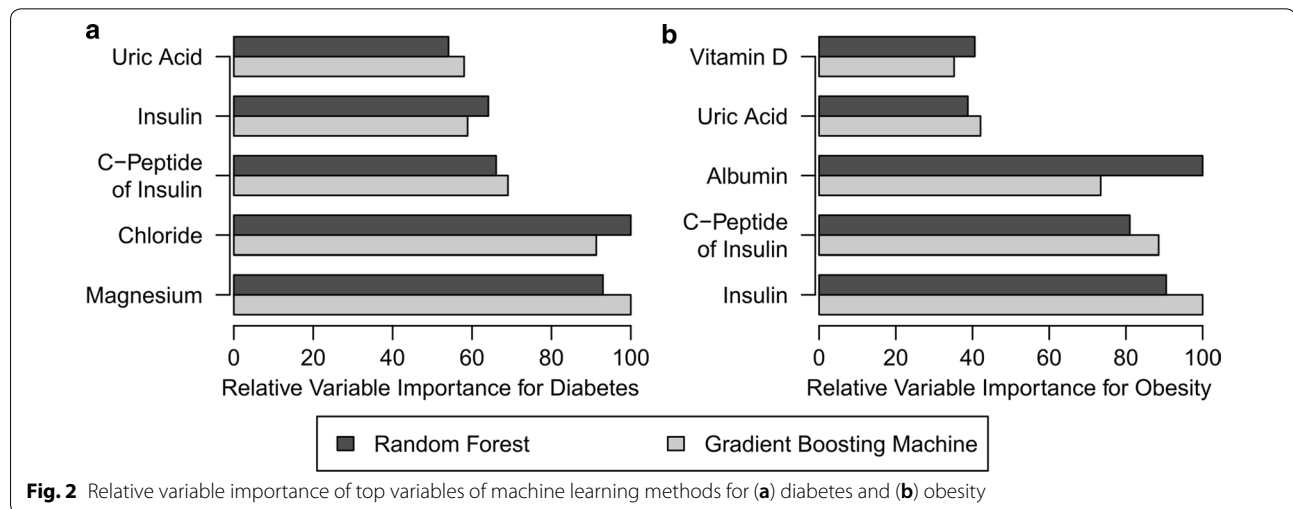 a
Uric Acid
Insulin
C−Peptide
of Insulin
Chloride
Magnesium
0 20 40 60 80 100
Relative Variable Importance for Diabetes
b
Vitamin D
Uric Acid
Albumin
C−Peptide
of Insulin
Insulin
0 20 40 60 80 100
Relative Variable Importance for Obesity
Random Forest Gradient Boosting Machine
Fig. 2 Relative variable importance of top variables of machine learning methods for (a) diabetes and (b) obesity